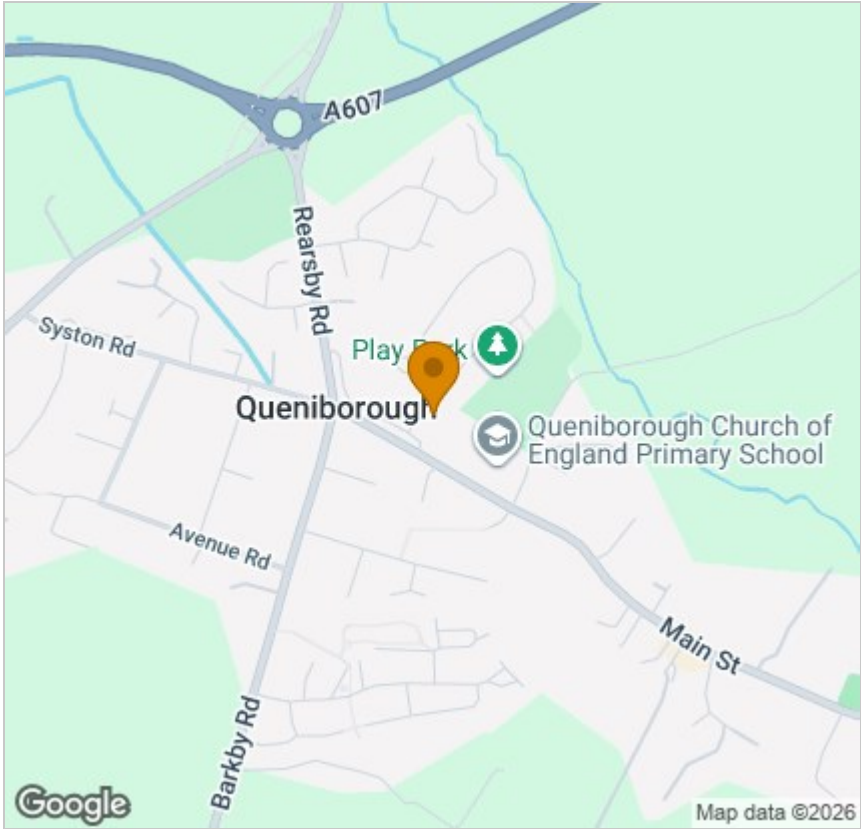 A607
Rearsby Rd
Syston Rd
Play Park
Queniborough
Queniborough Church of
England Primary School
Avenue Rd
Main St
Barkby Rd
Google
Map data ©2026